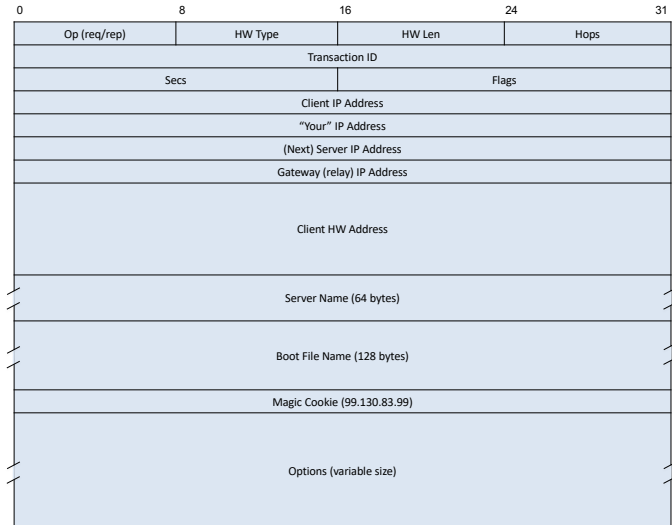 0 8 16 24 31
Op (req/rep) HW Type HW Len Hops
Transaction ID
Secs Flags
Client IP Address
“Your” IP Address
(Next) Server IP Address
Gateway (relay) IP Address
Client HW Address
Server Name (64 bytes)
Boot File Name (128 bytes)
Magic Cookie (99.130.83.99)
Options (variable size)